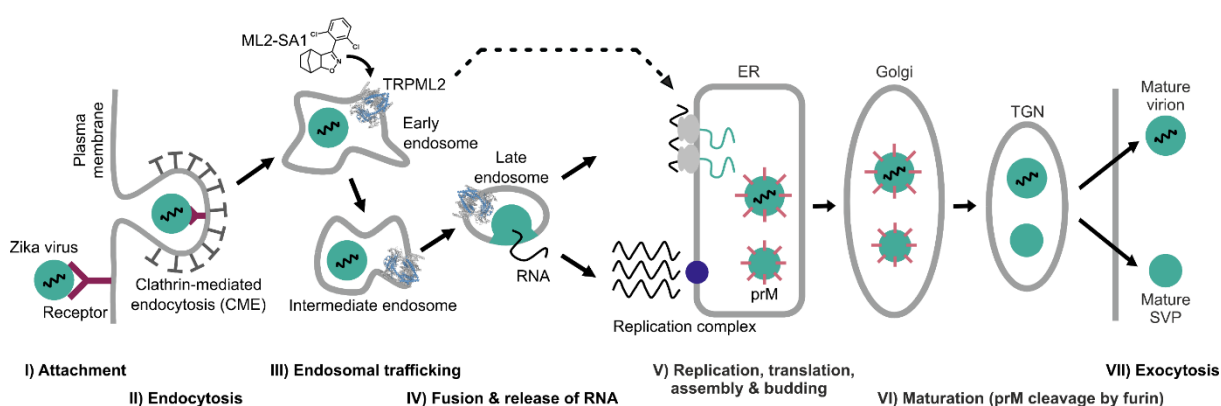 ML2-SA1
Cl
Cl
N
O
TRPML2
Early
endosome
Plasma
membrane
Zika virus
Receptor
Clathrin-mediated
endocytosis (CME)
Intermediate endosome
Late
endosome
RNA
ER
prM
Replication complex
Golgi
TGN
Mature
virion
Mature
SVP
I) Attachment
II) Endocytosis
III) Endosomal trafficking
IV) Fusion & release of RNA
V) Replication, translation,
assembly & budding
VI) Maturation (prM cleavage by furin)
VII) Exocytosis